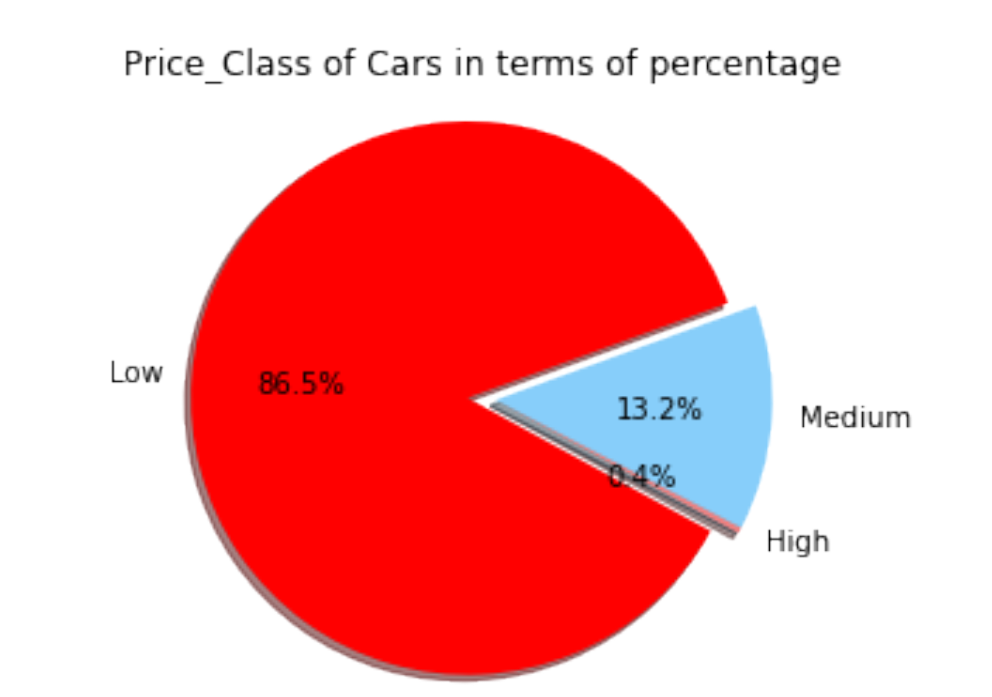 Price_Class of Cars in terms of percentage
Low
86.5%
13.2%
Medium
0.4%
High